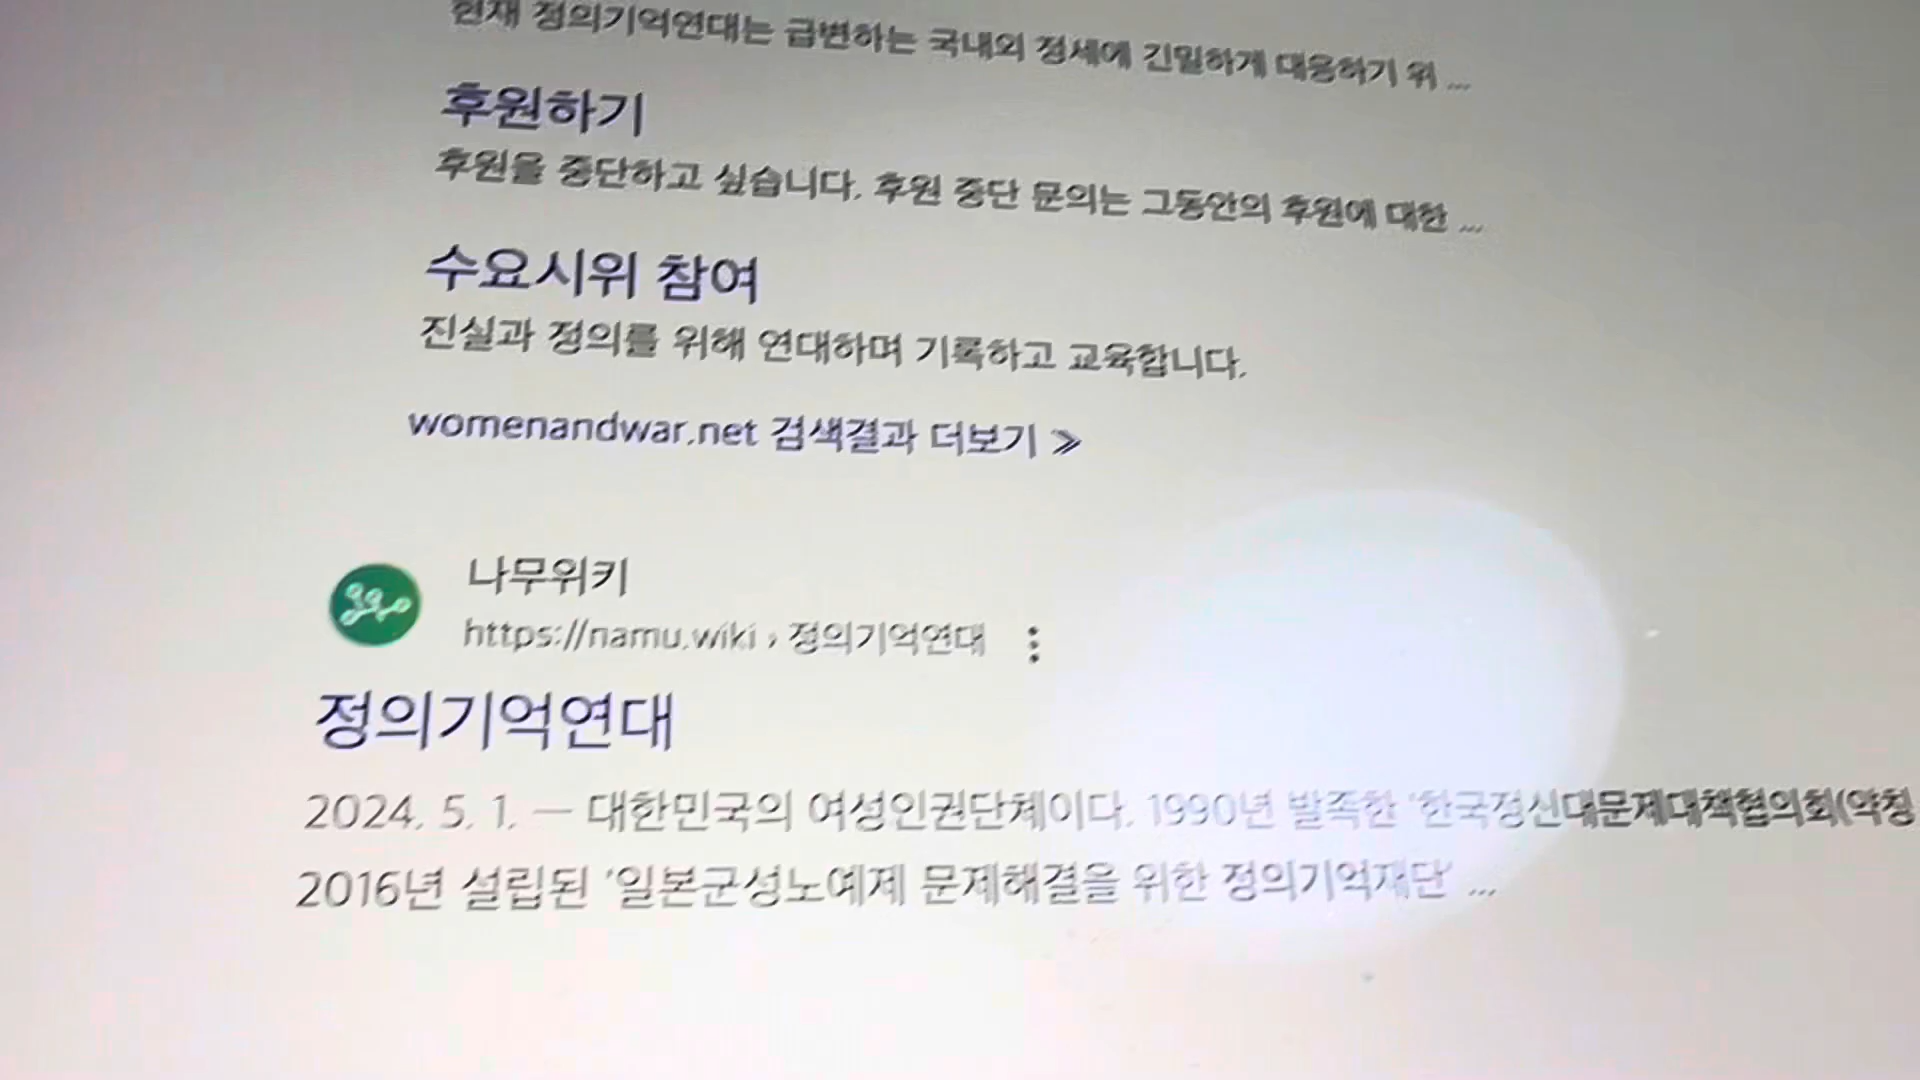 현재 정의기억연대는 급변하는 국내외 정세에 긴밀하게 대응하기 위 ...
후원하기
후원을 중단하고 싶습니다. 후원 중단 문의는 그동안의 후원에 대한 ...
수요시위 참여
진실과 정의를 위해 연대하며 기록하고 교육합니다.
womenandwar.net 검색결과 더보기 »
나무위키
https://namu.wiki › 정의기억연대
정의기억연대
2024. 5. 1. — 대한민국의 여성인권단체이다. 1990년 발족한 '한국정신대문제대책협의회(약칭
2016년 설립된 '일본군성노예제 문제해결을 위한 정의기억재단' ...